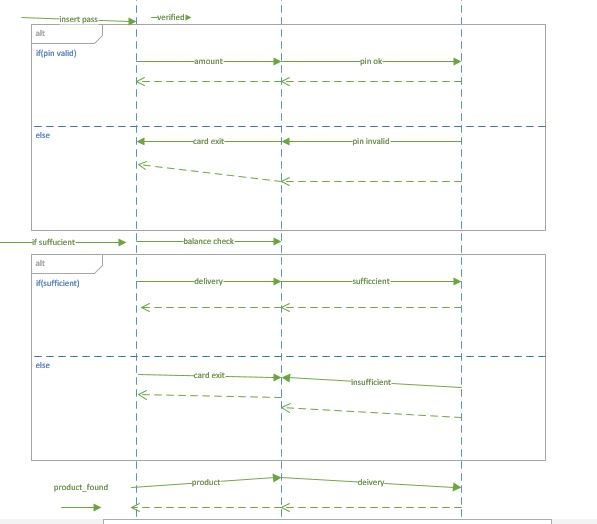 insert pass
verified
alt
if(pin valid)
amount
pin ok
else
card exit
pin invalid
if suffucient
balance check
alt
if(sufficient)
delivery
sufficcient
else
card exit
insufficient
product_found
product
deivery